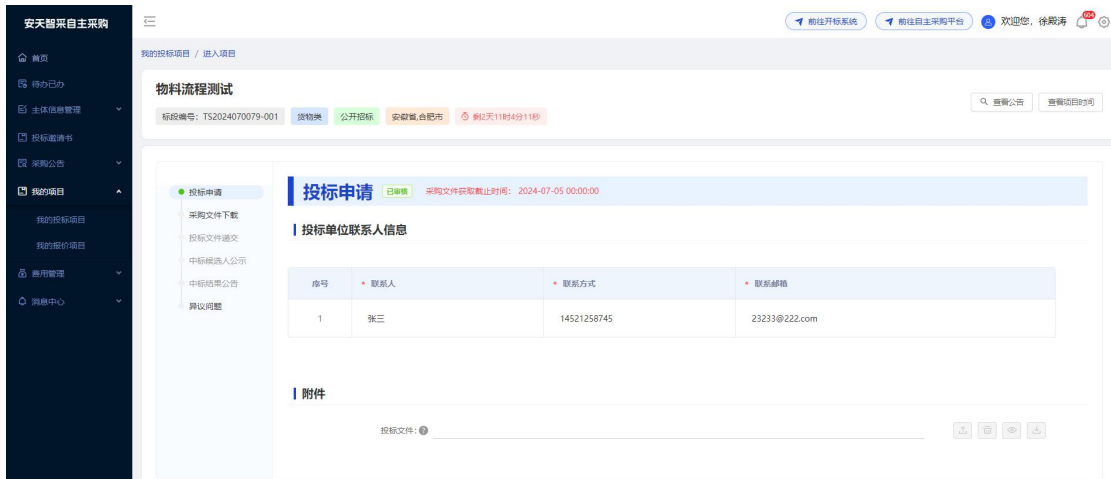 安天智采自主采购
前往开标系统
前往自主采购平台
欢迎您，徐殿涛
604
首页
待办已办
主体信息管理
投标邀请书
采购公告
我的项目
我的投标项目
我的报价项目
费用管理
消息中心
我的投标项目 / 进入项目
物料流程测试
标段编号：TS2024070079-001 货物类 公开招标 安徽省,合肥市 剩2天11时4分11秒
查看公告 查看项目时间
投标申请
采购文件下载
投标文件递交
中标候选人公示
中标结果公告
异议问题
投标申请 已审核 采购文件获取截止时间： 2024-07-05 00:00:00
投标单位联系人信息
序号 * 联系人 * 联系方式 * 联系邮箱
1 张三 14521258745 23233@222.com
附件
投标文件: ?